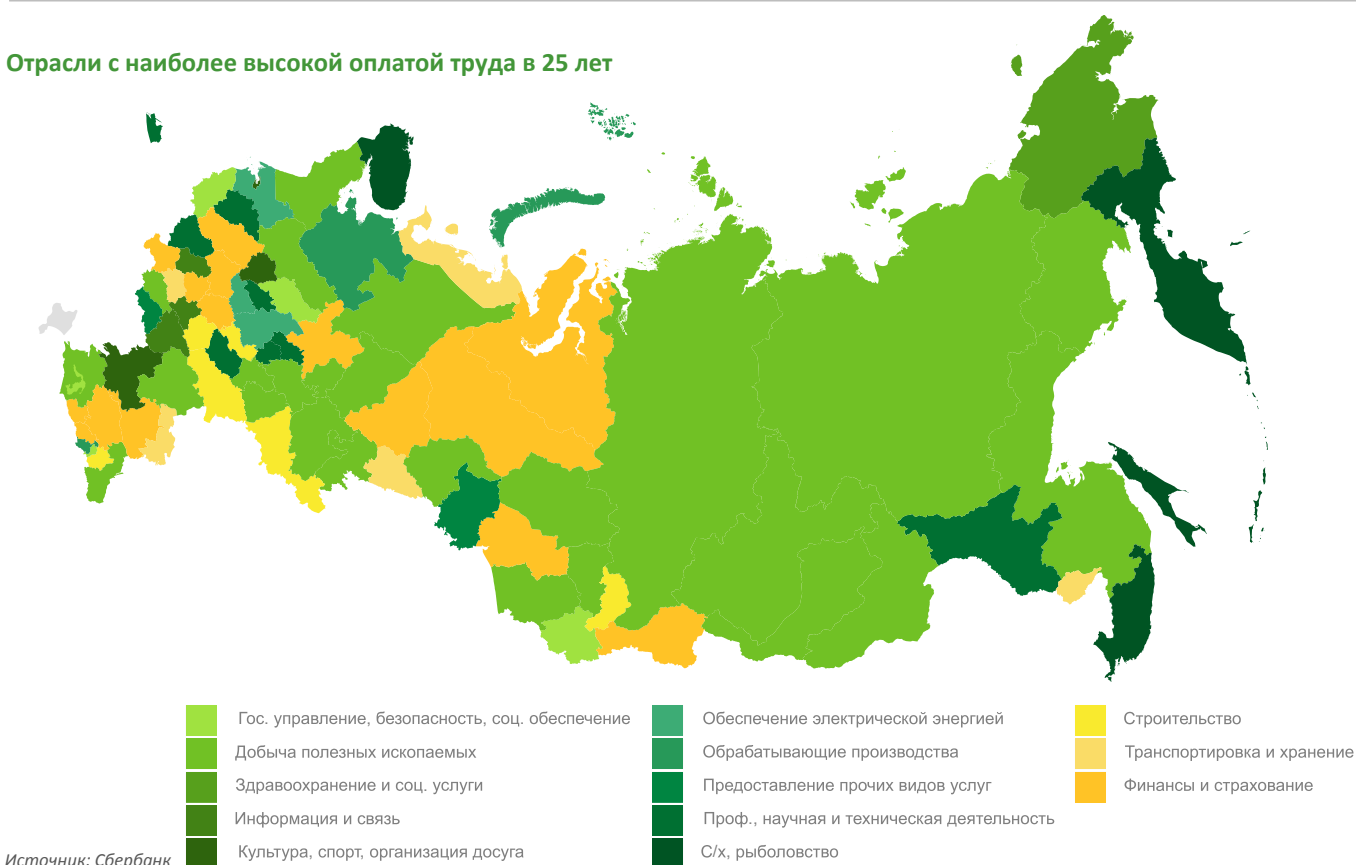 Отрасли с наиболее высокой оплатой труда в 25 лет
Гос. управление, безопасность, соц. обеспечение
Добыча полезных ископаемых
Здравоохранение и соц. услуги
Информация и связь
Культура, спорт, организация досуга
Обеспечение электрической энергией
Обрабатывающие производства
Предоставление прочих видов услуг
Проф., научная и техническая деятельность
С/х, рыболовство
Строительство
Транспортировка и хранение
Финансы и страхование
Источник: Сбербанк